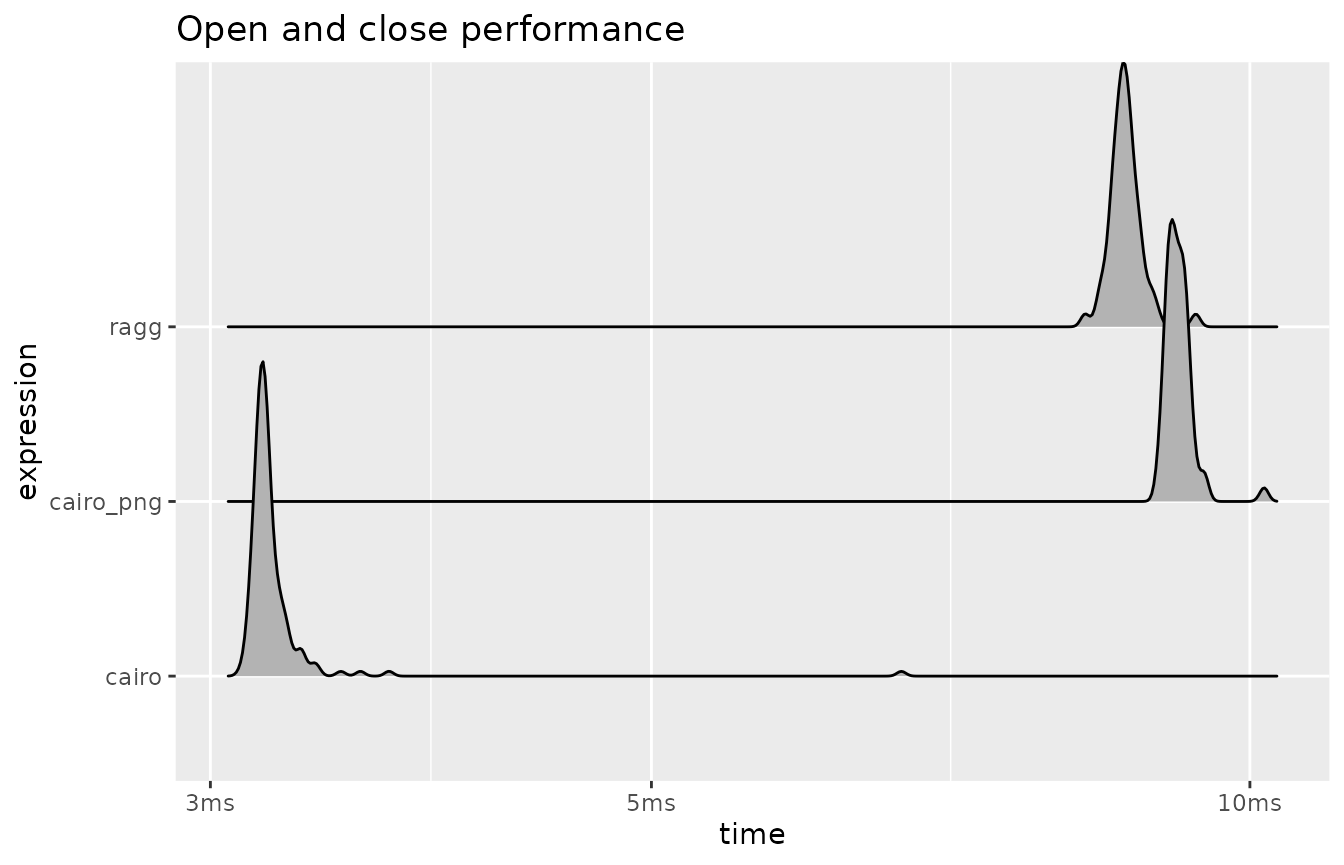 Open and close performance
expression
ragg
cairo_png
cairo
3ms
5ms
10ms
time